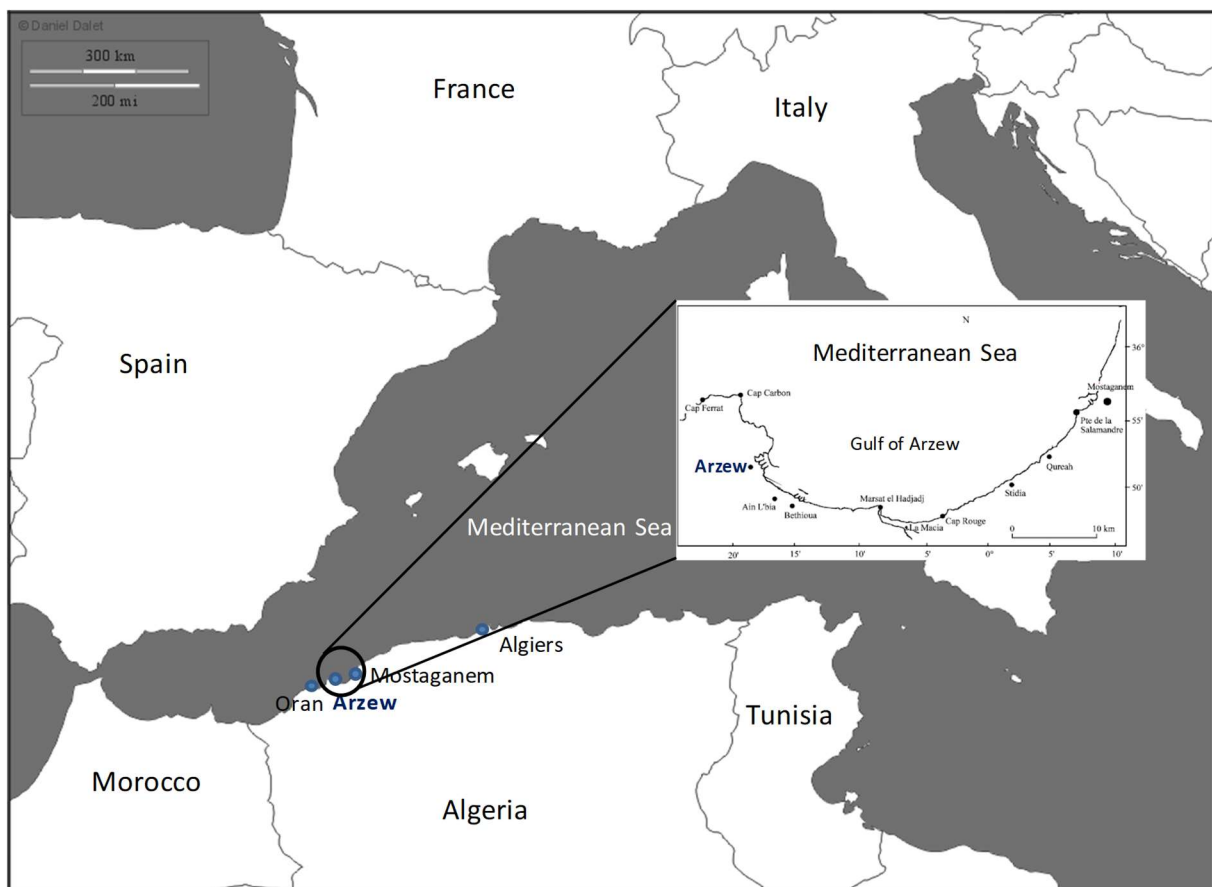 © Daniel Dalet
300 km
200 mi
France
Italy
Spain
N
Mediterranean Sea
36°
Mostaganem
Cap Carbon
Cap Ferrat
Pte de la
Salamandre
55'
Gulf of Arzew
Arzew
Qureah
50'
Stidia
Ain L'bia
Bethioua
Marsat el Hadjadj
La Macia
Cap Rouge
0
10 km
20'
15'
10'
5'
0°
5'
10'
Mediterranean Sea
Algiers
Mostaganem
Oran
Arzew
Tunisia
Morocco
Algeria